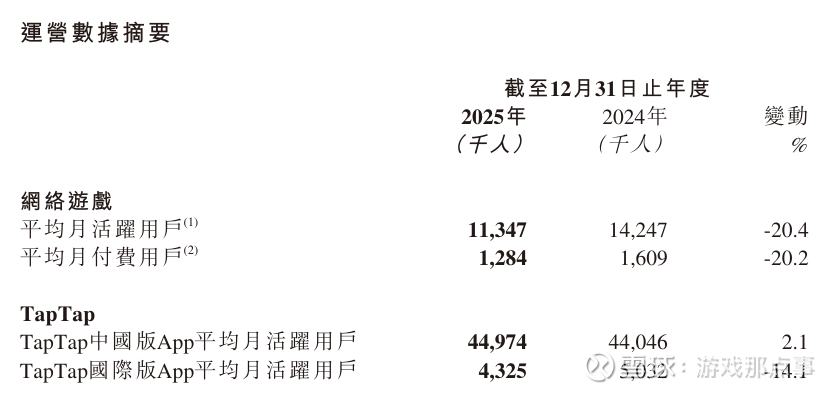 運營數據摘要
截至12月31日止年度
2025年 2024年 變動
(千人) (千人) %
網絡遊戲
平均月活躍用戶(1) 11,347 14,247 -20.4
平均月付費用戶(2) 1,284 1,609 -20.2
TapTap
TapTap中國版App平均月活躍用戶 44,974 44,046 2.1
TapTap國際版App平均月活躍用戶 4,325 5,032 -14.1
雪球：游戏那点事